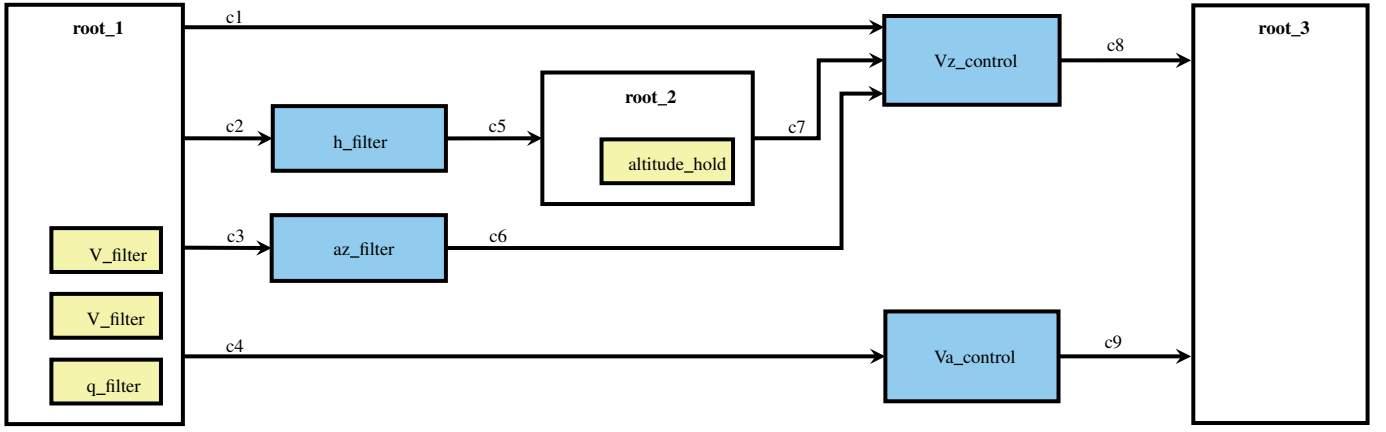 root_1
c1
Vz_control
c8
root_3
root_2
c2
h_filter
c5
c7
altitude_hold
V_filter
c3
az_filter
c6
V_filter
c4
Va_control
c9
q_filter